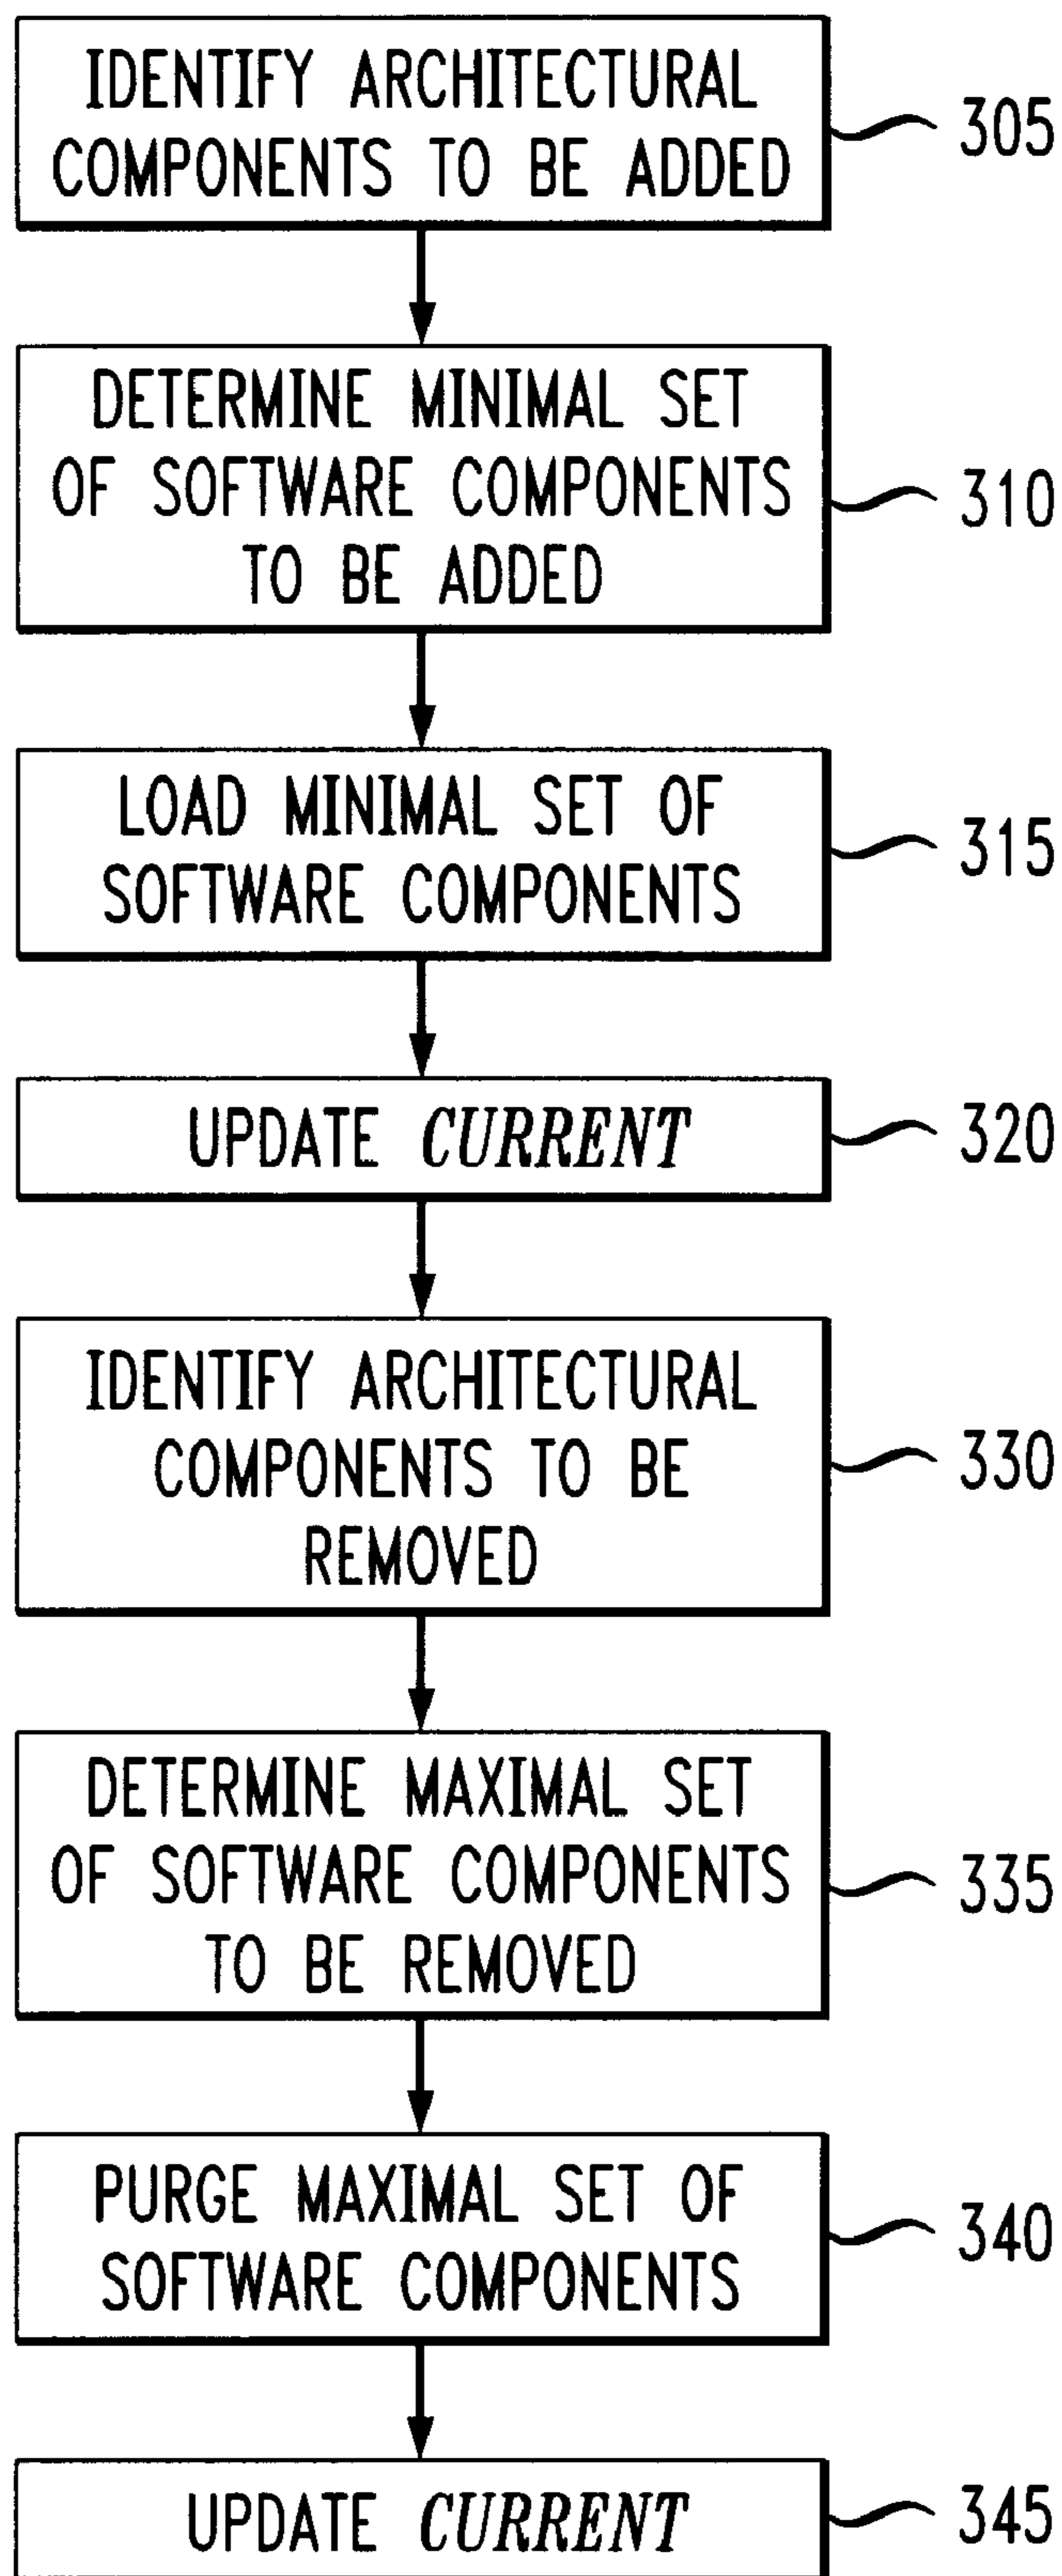 IDENTIFY ARCHITECTURAL
COMPONENTS TO BE ADDED
305
DETERMINE MINIMAL SET
OF SOFTWARE COMPONENTS
TO BE ADDED
310
LOAD MINIMAL SET OF
SOFTWARE COMPONENTS
315
UPDATE CURRENT
320
IDENTIFY ARCHITECTURAL
COMPONENTS TO BE
REMOVED
330
DETERMINE MAXIMAL SET
OF SOFTWARE COMPONENTS
TO BE REMOVED
335
PURGE MAXIMAL SET OF
SOFTWARE COMPONENTS
340
UPDATE CURRENT
345